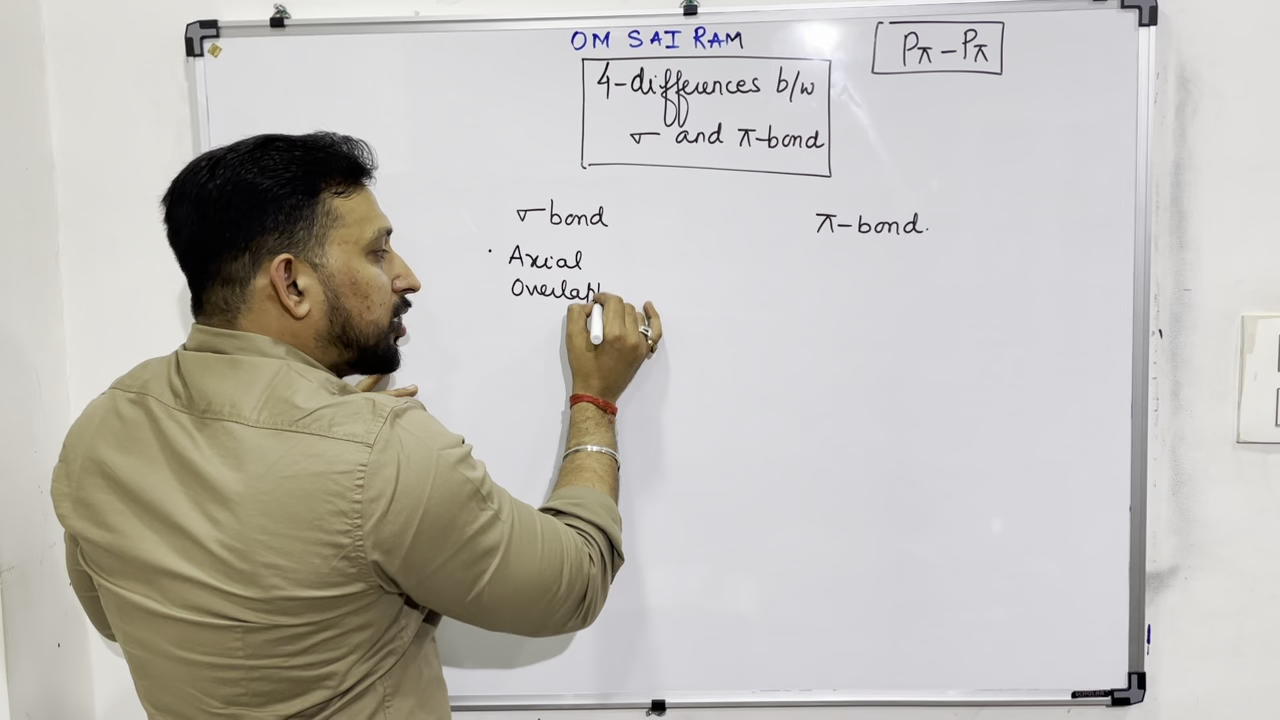 OM SAI RAM
Pπ-Pπ
4-differences b/w
σ and π-bond
σ bond
π-bond.
· Axial
Overlap